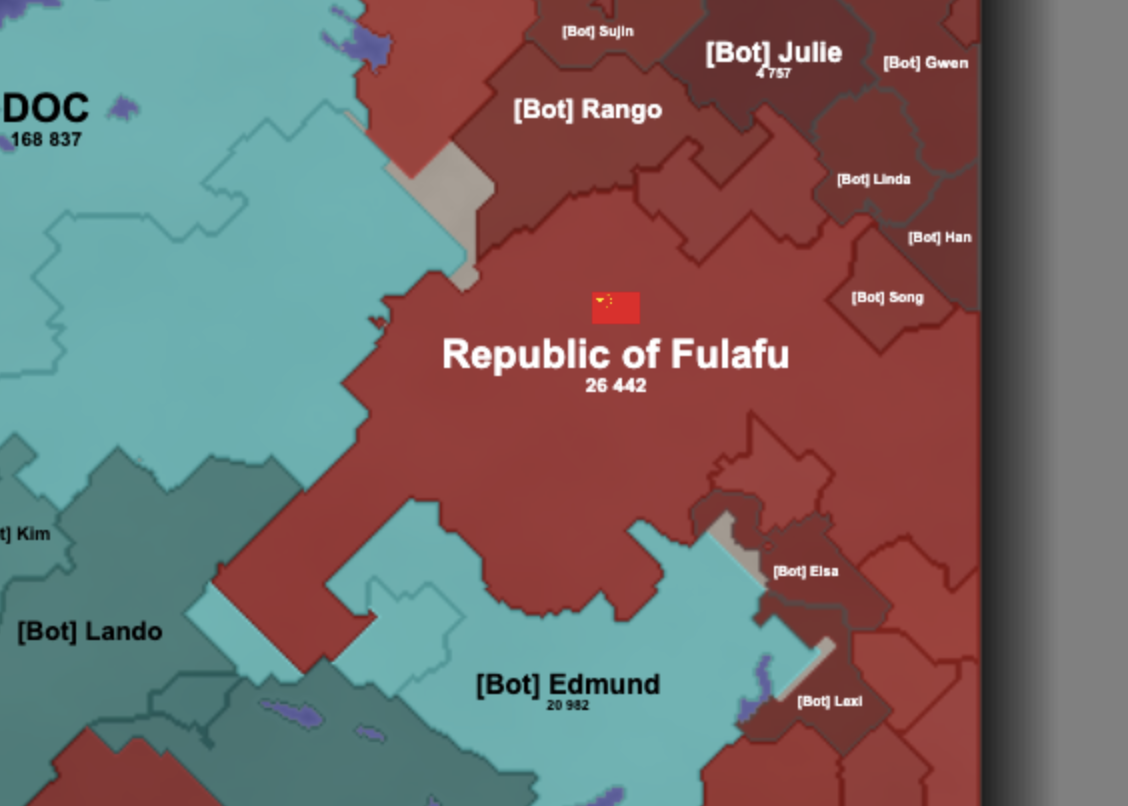 [Bot] Sujin
[Bot] Julie
4 757
[Bot] Gwen
DOC
168 837
[Bot] Rango
[Bot] Linda
[Bot] Han
[Bot] Song
Republic of Fulafu
26 442
t] Kim
[Bot] Elsa
[Bot] Lando
[Bot] Edmund
20 982
[Bot] Laxi